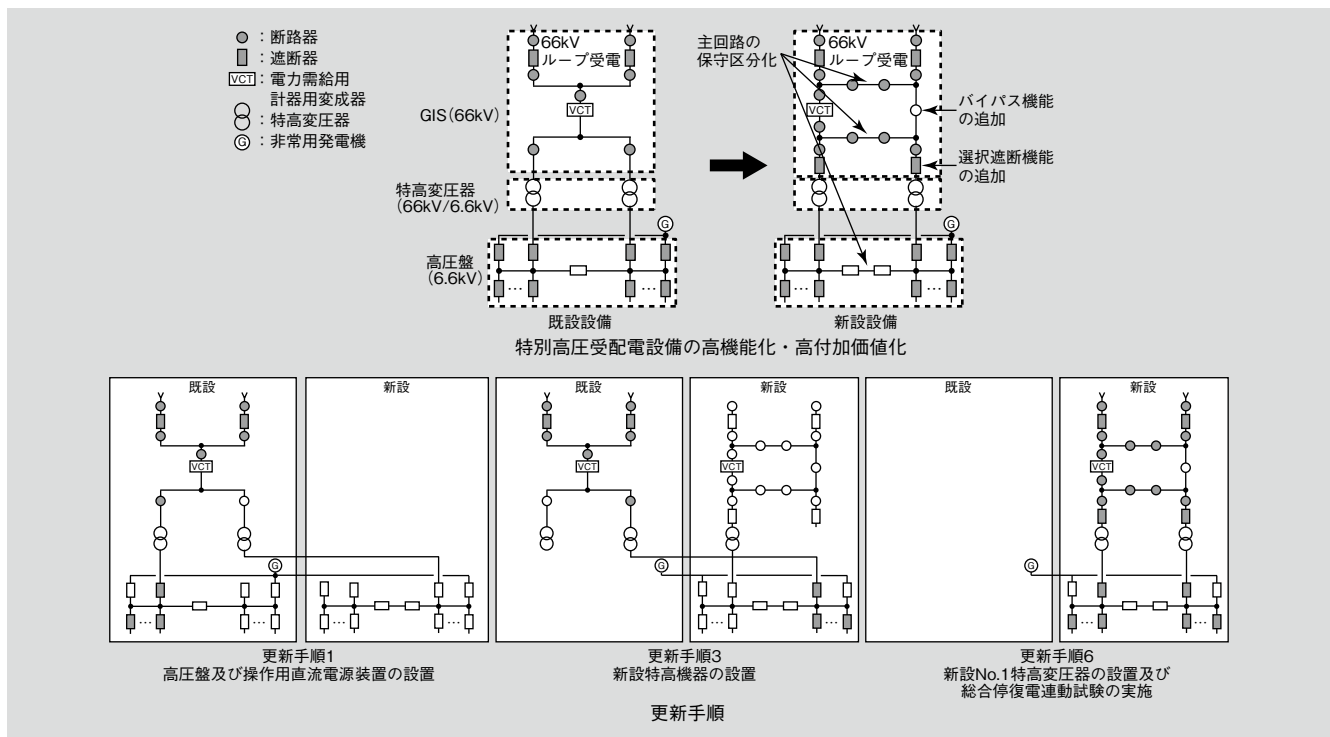 ：断路器
：遮断器
VCT：電力需給用
計器用変成器
：特高変圧器
G：非常用発電機
66kV
ループ受電
VCT
GIS（66kV）
特高変圧器
（66kV/6.6kV）
G
高圧盤
（6.6kV）
…
…
既設設備
主回路の
保守区分化
66kV
ループ受電
VCT
バイパス機能
の追加
選択遮断機能
の追加
G
…
…
新設設備
特別高圧受配電設備の高機能化・高付加価値化
既設
VCT
G
…
…
新設
…
…
更新手順1
高圧盤及び操作用直流電源装置の設置
既設
VCT
G
新設
VCT
…
…
更新手順3
新設特高機器の設置
既設
G
新設
VCT
…
…
更新手順6
新設No.1特高変圧器の設置及び
総合停復電連動試験の実施
更新手順